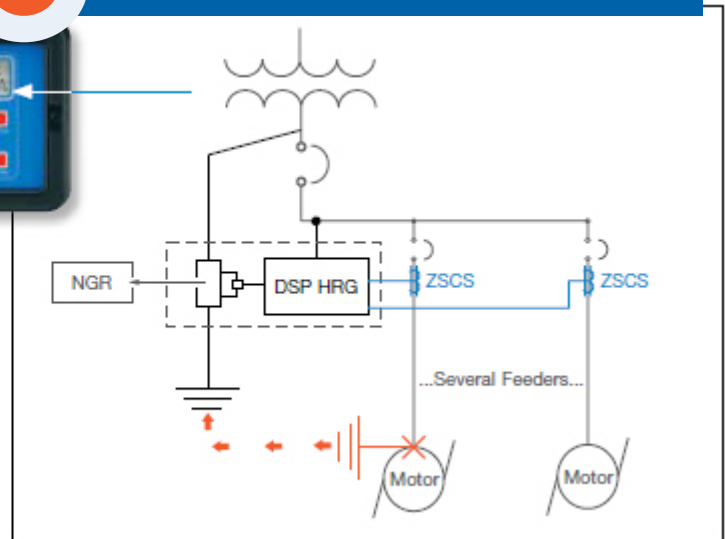 NGR
DSP HRG
ZSCS
ZSCS
...Several Feeders...
Motor
Motor